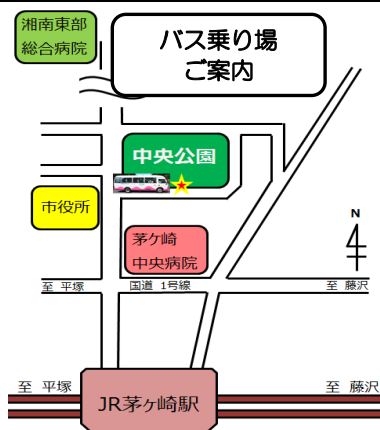 湘南東部
総合病院
バス乗り場
ご案内
中央公園
市役所
茅ケ崎
中央病院
N
至 平塚
国道 1号線
至 藤沢
至 平塚
至 藤沢
JR茅ヶ崎駅